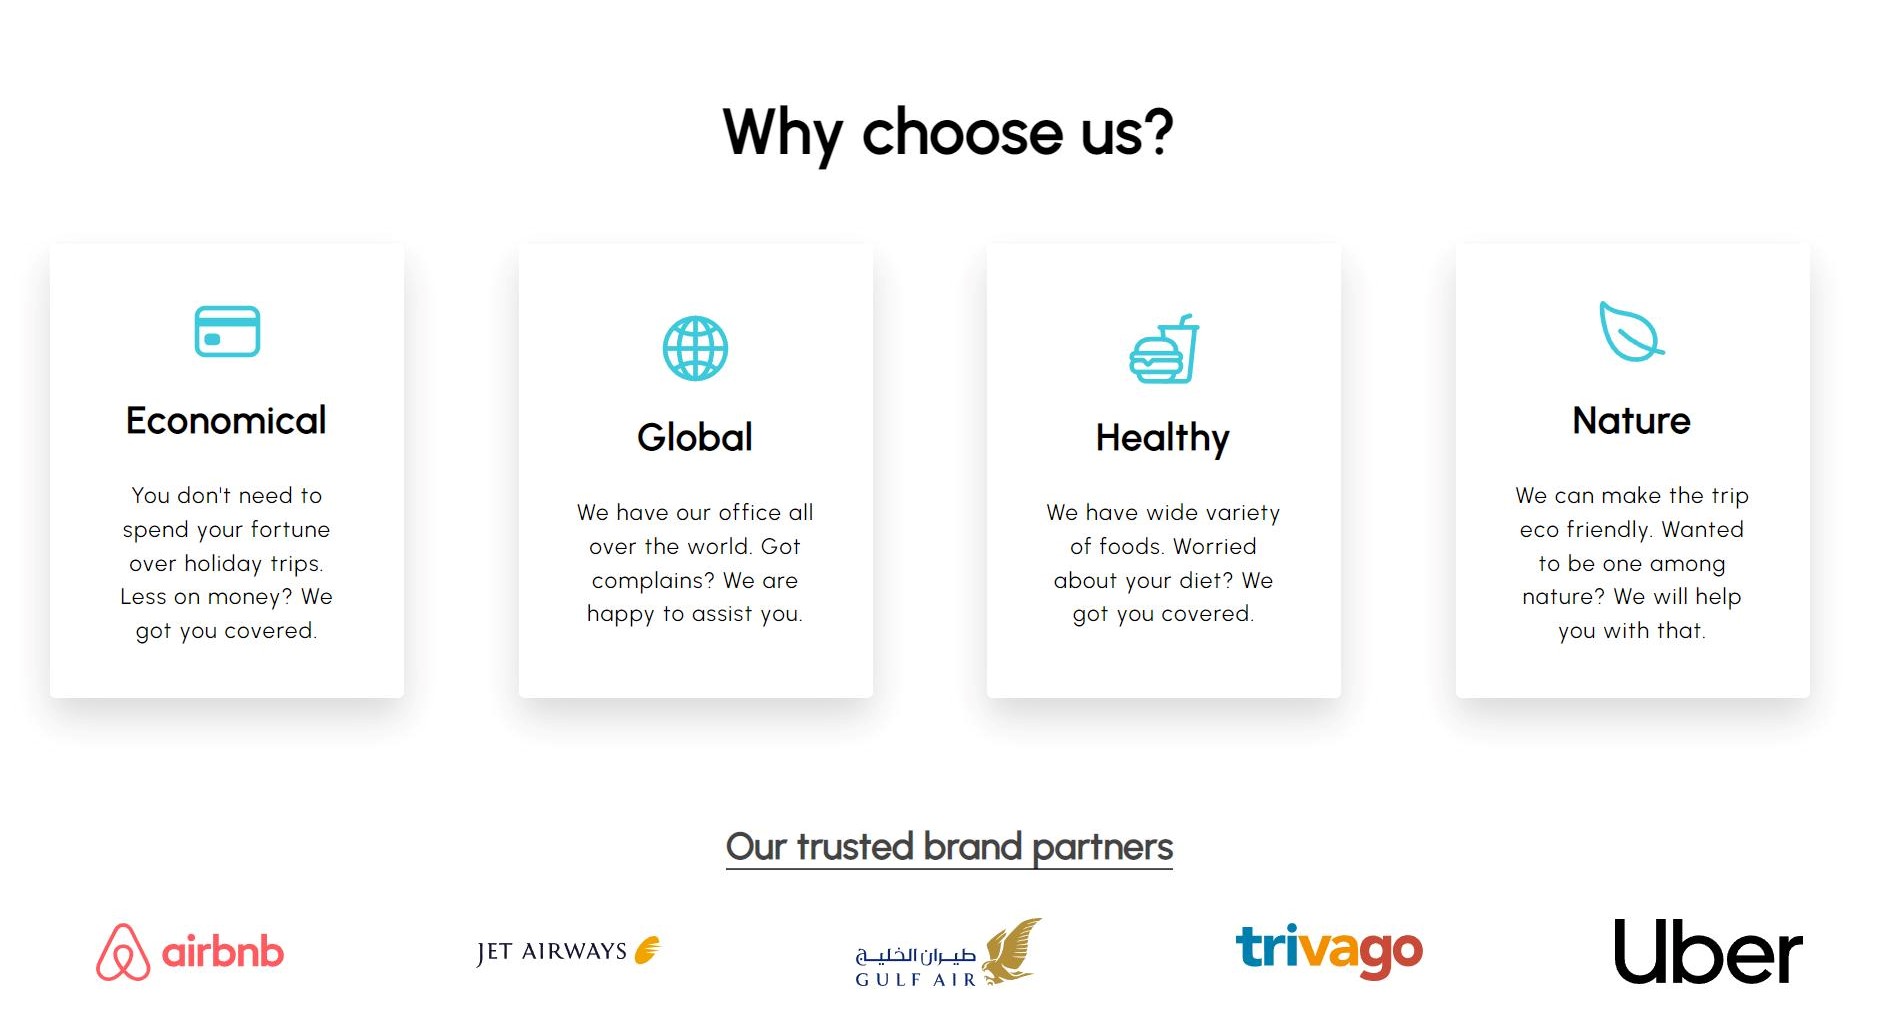 Why choose us?
Economical
You don't need to
spend your fortune
over holiday trips.
Less on money? We
got you covered.
Global
We have our office all
over the world. Got
complains? We are
happy to assist you.
Healthy
We have wide variety
of foods. Worried
about your diet? We
got you covered.
Nature
We can make the trip
eco friendly. Wanted
to be one among
nature? We will help
you with that.
Our trusted brand partners
airbnb
JET AIRWAYS
طيران الخليج
GULF AIR
trivago
Uber